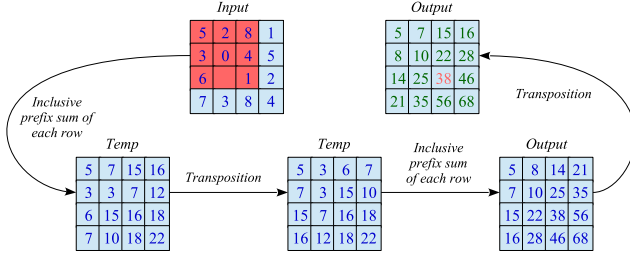 Input
5 2 8 1
3 0 4 5
6 1 2
7 3 8 4
Output
5 7 15 16
8 10 22 28
14 25 38 46
21 35 56 68
Inclusive
prefix sum of
each row
Transposition
Temp
5 7 15 16
3 3 7 12
6 15 16 18
7 10 18 22
Transposition
Temp
5 3 6 7
7 3 15 10
15 7 16 18
16 12 18 22
Inclusive
prefix sum
of each row
Output
5 8 14 21
7 10 25 35
15 22 38 56
16 28 46 68